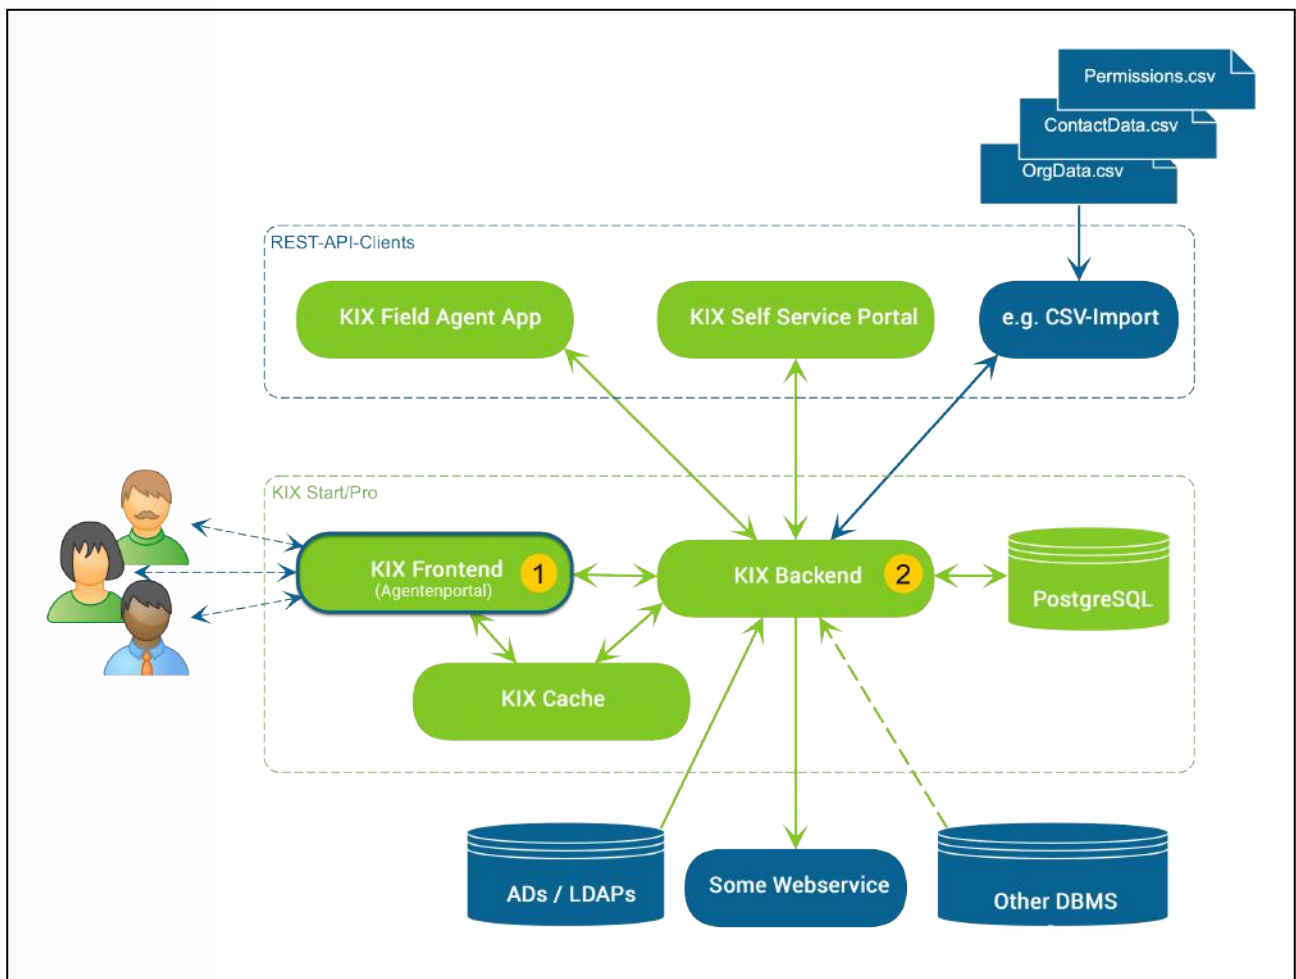 Permissions.csv
ContactData.csv
OrgData.csv
REST-API-Clients
KIX Field Agent App
KIX Self Service Portal
e.g. CSV-Import
KIX Start/Pro
KIX Frontend
(Agentenportal)
1
KIX Backend
2
PostgreSQL
KIX Cache
ADs / LDAPs
Some Webservice
Other DBMS